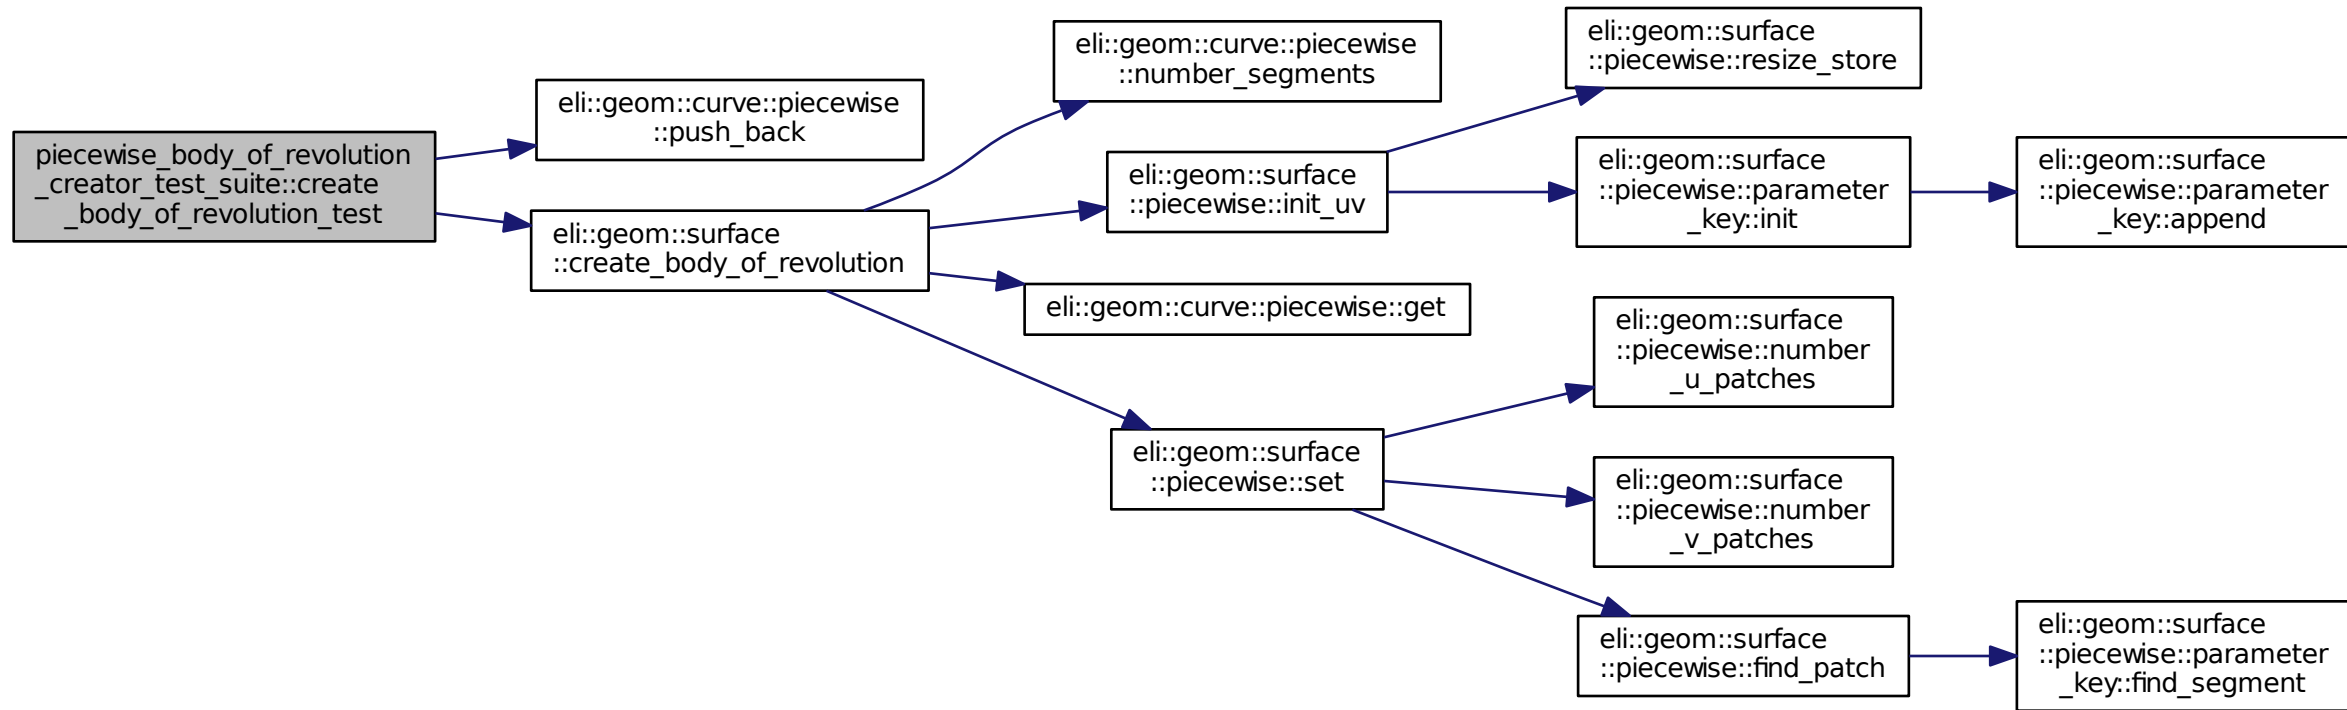 piecewise_body_of_revolution
_creator_test_suite::create
_body_of_revolution_test
eli::geom::curve::piecewise
::push_back
eli::geom::surface
::create_body_of_revolution
eli::geom::curve::piecewise
::number_segments
eli::geom::surface
::piecewise::init_uv
eli::geom::curve::piecewise::get
eli::geom::surface
::piecewise::set
eli::geom::surface
::piecewise::resize_store
eli::geom::surface
::piecewise::parameter
_key::init
eli::geom::surface
::piecewise::number
_u_patches
eli::geom::surface
::piecewise::number
_v_patches
eli::geom::surface
::piecewise::find_patch
eli::geom::surface
::piecewise::parameter
_key::append
eli::geom::surface
::piecewise::parameter
_key::find_segment